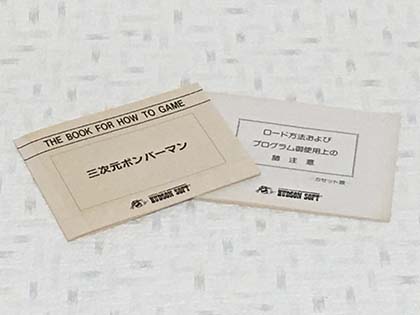 THE BOOK FOR HOW TO GAME
三次元ボンバーマン
HUDSON SOFT
ロード方法および
プログラム御使用上の
諸注意
カセット版
HUDSON SOFT